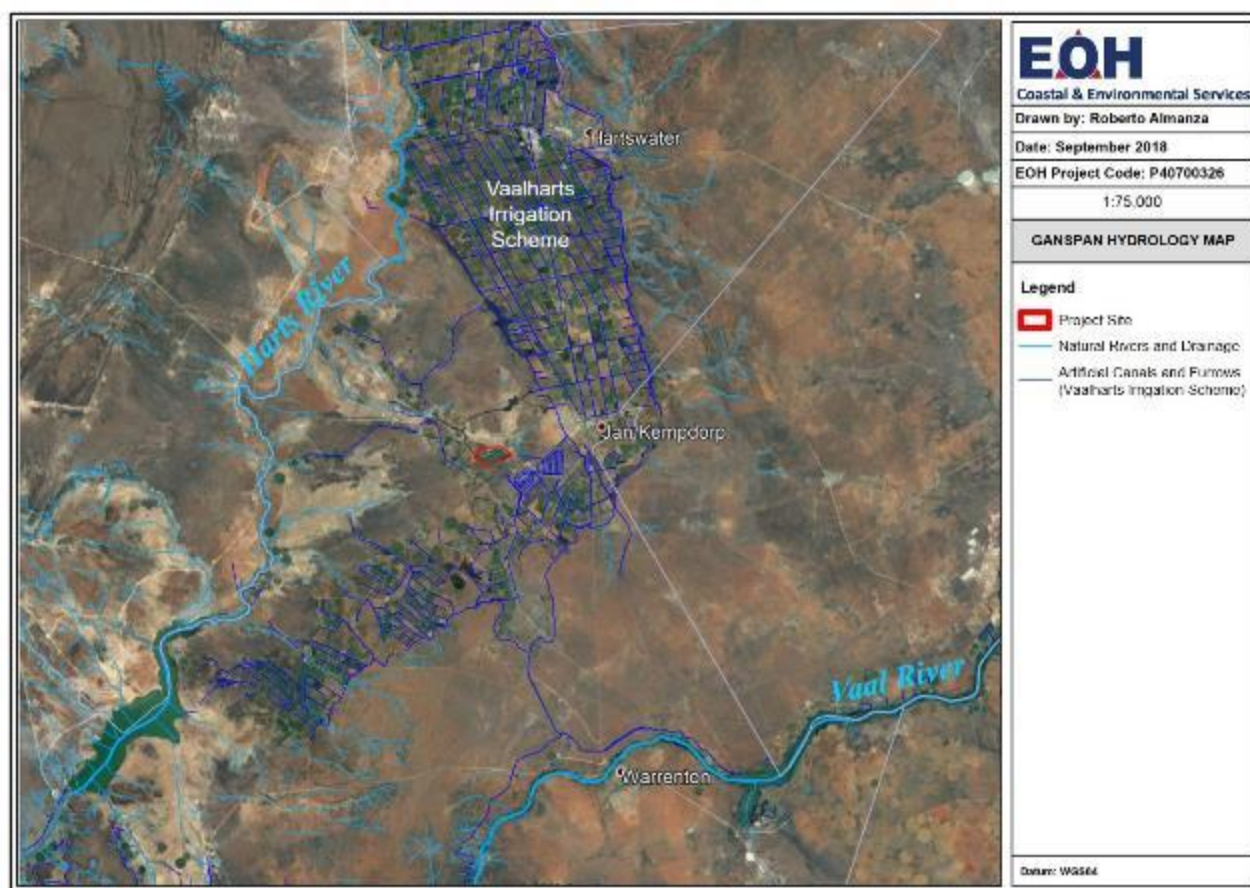 Hartswater
Vaalharts
Irrigation
Scheme
Harts River
Jan Kempdorp
Vaal River
Warrenton
EOH
Coastal & Environmental Services
Drawn by: Roberto Almanza
Date: September 2018
EOH Project Code: P40700326
1:75,000
GANSPAN HYDROLOGY MAP
Legend
Project Site
Natural Rivers and Drainage
Artificial Canals and Furrows
(Vaalharts Irrigation Scheme)
Datum: WGS84